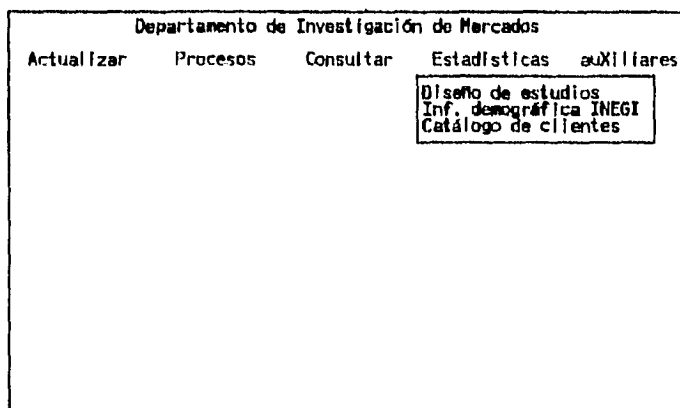 Departamento de Investigación de Mercados
Actualizar Procesos Consultar Estadísticas auXiliares
Diseño de estudios
Inf. demográfica INEGI
Catálogo de clientes